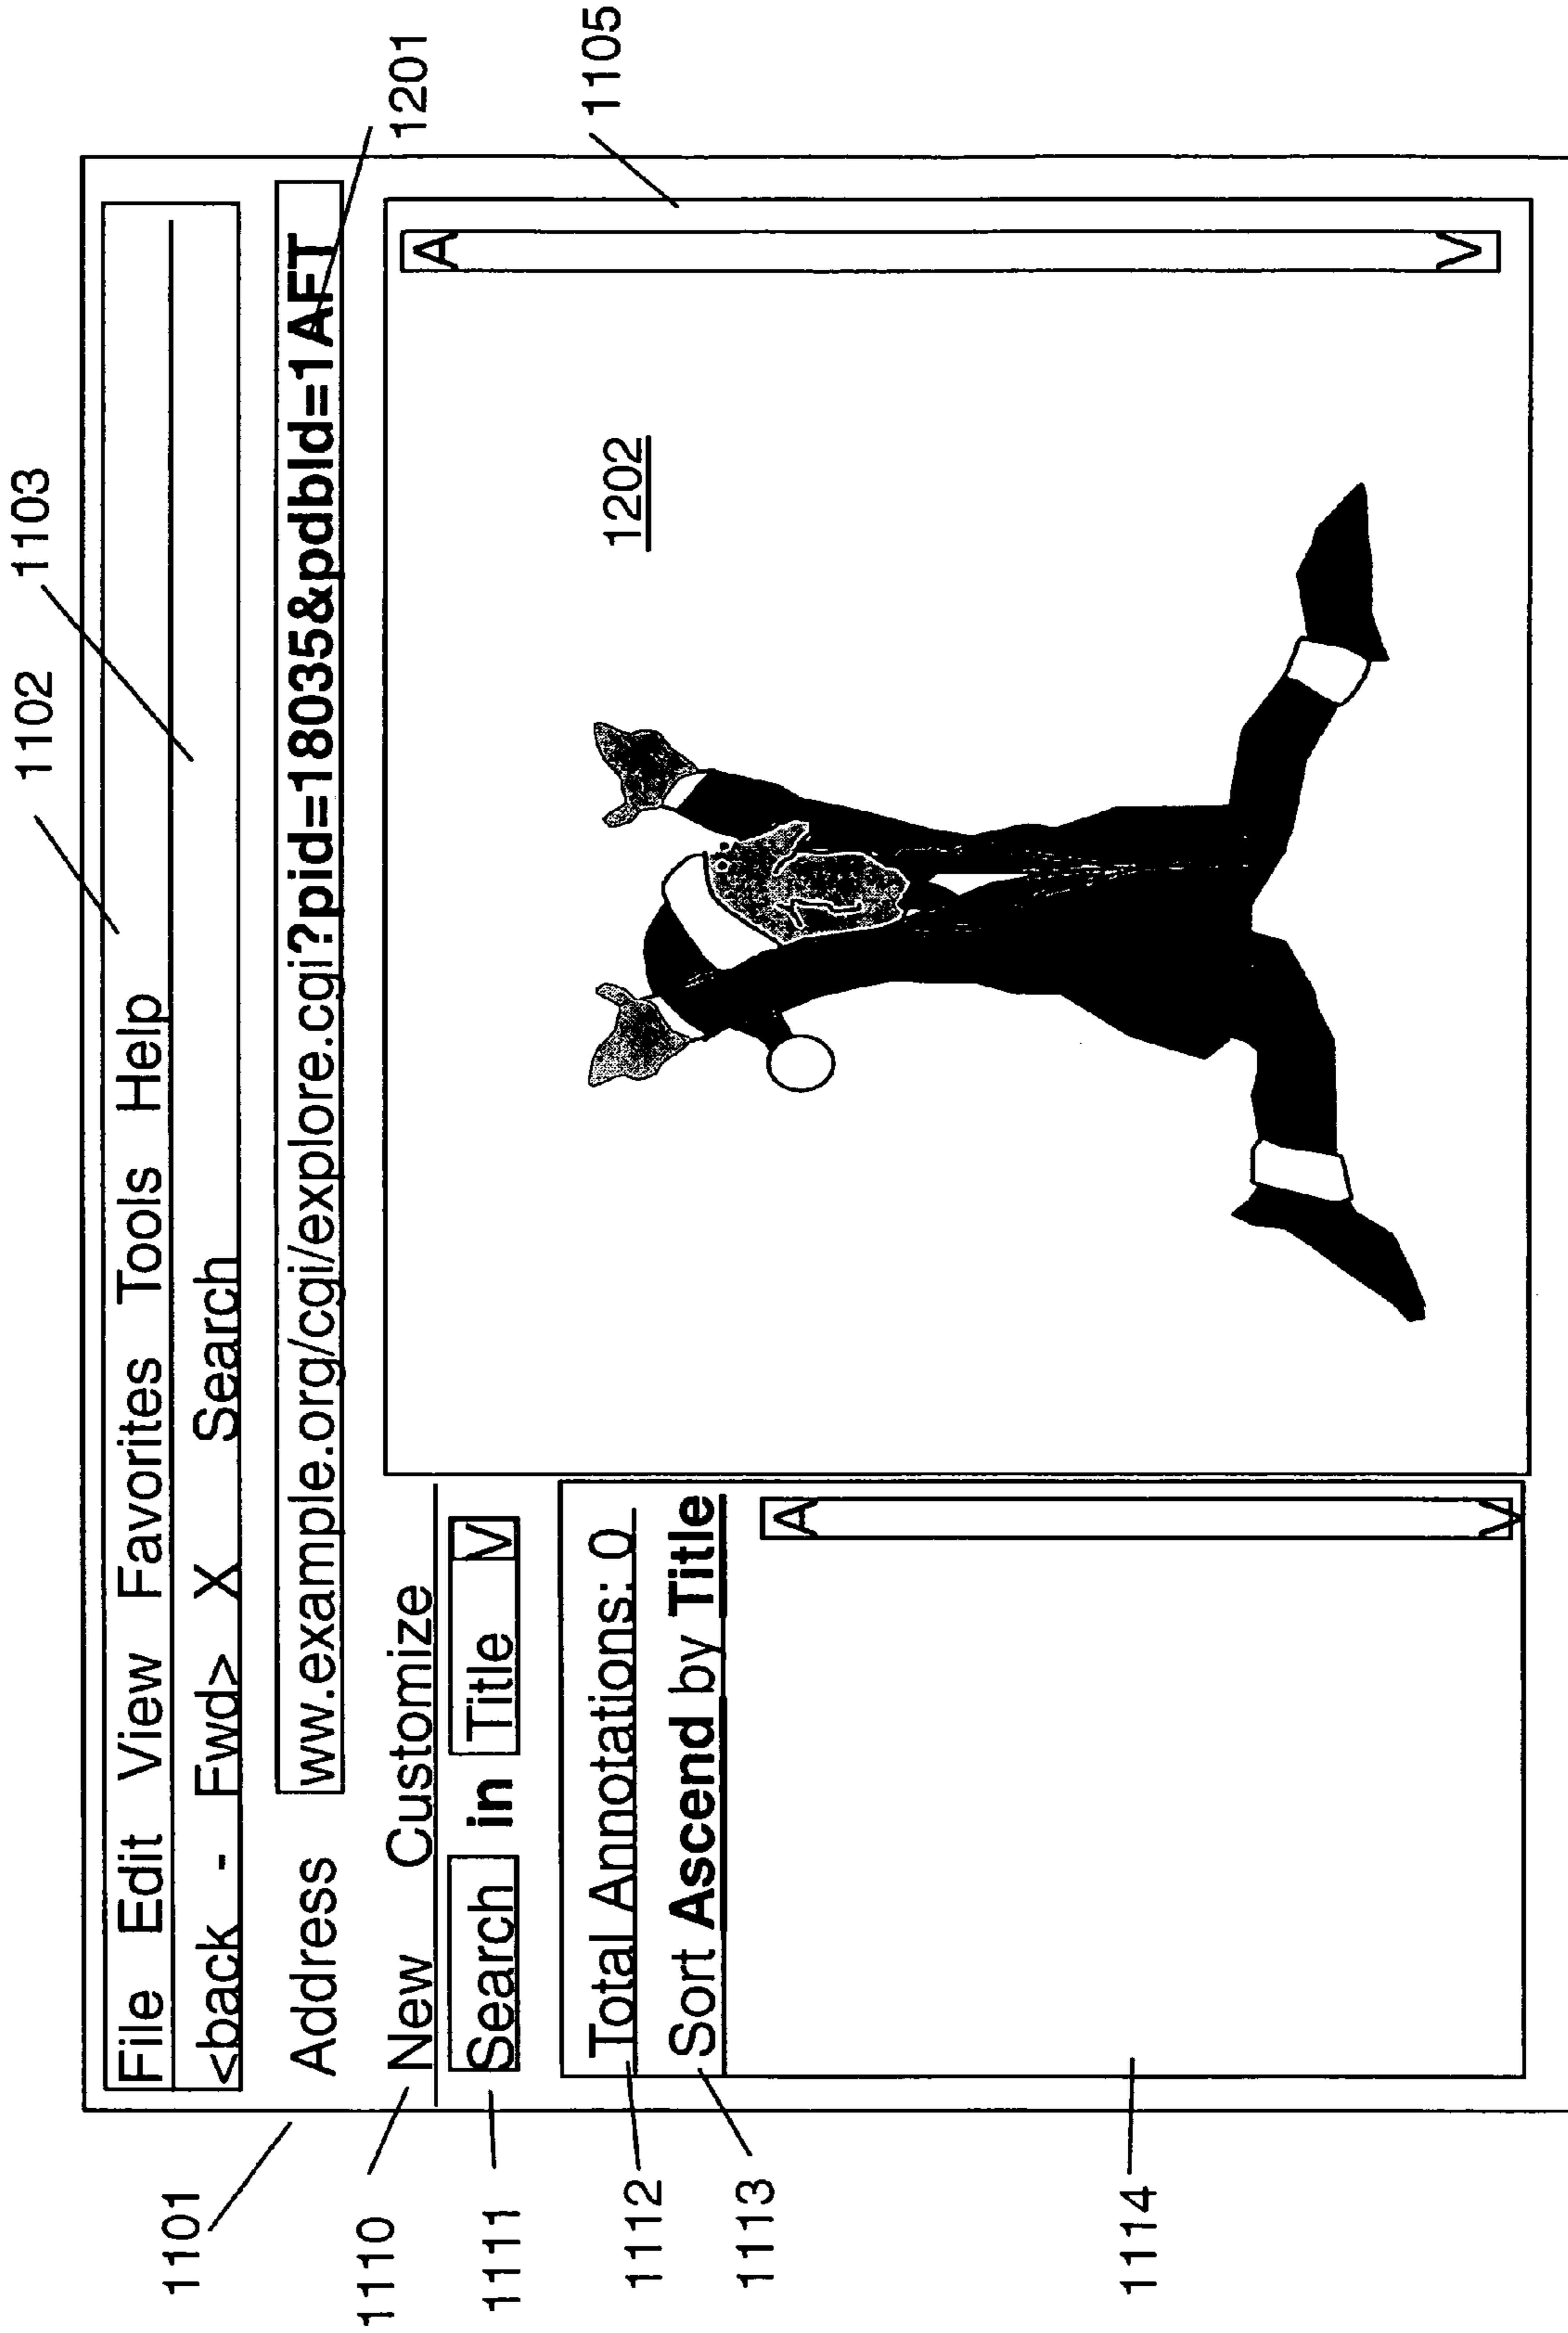 1102 1103
File Edit View Favorites Tools Help
<back - Fwd> X Search
1101
Address ww.example.org/cgi/explore.cgi?pid=18035&pdbId=1AFT
1201
1110
New Customize
1111
Search in Title V
1105
A
1112
Total Annotations: 0
1202
1113
Sort Ascend by Title
A
1114
V
V